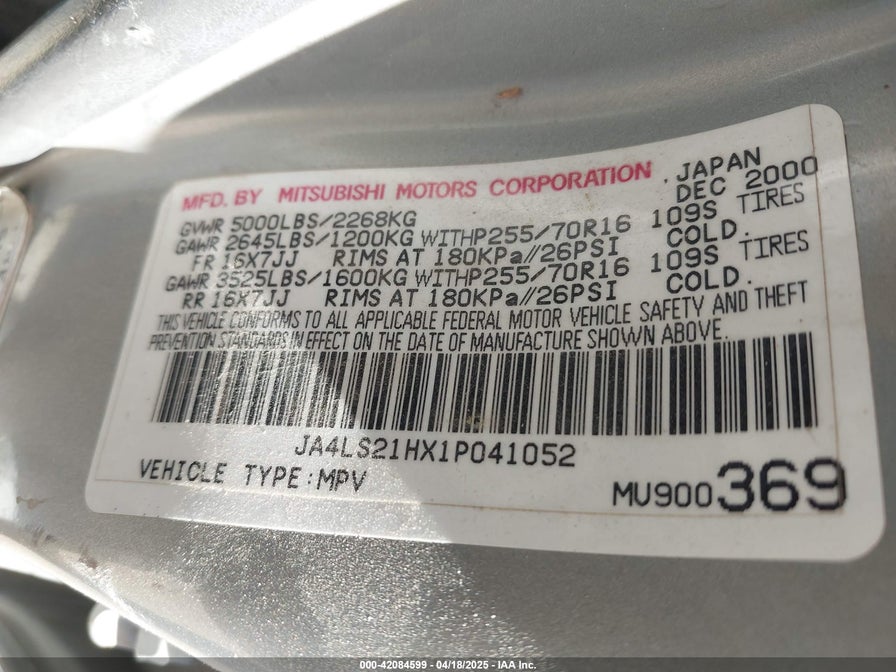 MFD. BY MITSUBISHI MOTORS CORPORATION . JAPAN
DEC 2000
GVWR 5000LBS/2268KG
GAWR 2645LBS/1200KG WITHP255/70R16 109S TIRES
FR 16X7JJ RIMS AT 180KPa//26PSI COLD.
GAWR 3525LBS/1600KG WITHP255/70R16 109S TIRES
RR 16X7JJ RIMS AT 180KPa//26PSI COLD.
THIS VEHICLE CONFORMS TO ALL APPLICABLE FEDERAL MOTOR VEHICLE SAFETY AND THEFT
PREVENTION STANDARDS IN EFFECT ON THE DATE OF MANUFACTURE SHOWN ABOVE.
JA4LS21HX1P041052
VEHICLE TYPE:MPV
MU900369
000-42084599 - 04/18/2025 - IAA Inc.